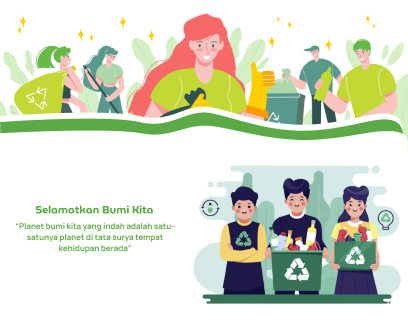 Selamatkan Bumi Kita
"Planet bumi kita yang indah adalah satu-
satunya planet di tata surya tempat
kehidupan berada"